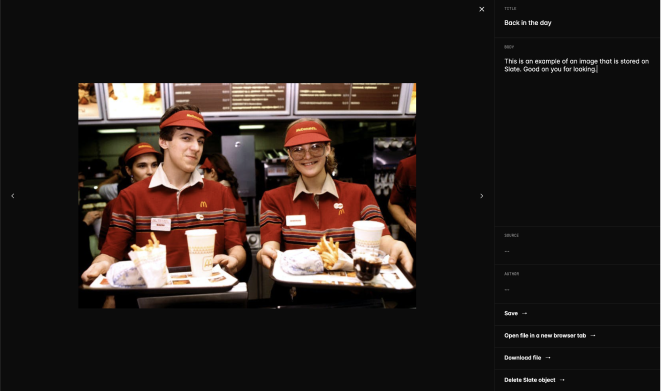 TITLE
Back in the day
BODY
This is an example of an image that is stored on
Slate. Good on you for looking.
SOURCE
--
AUTHOR
--
Save →
Open file in a new browser tab →
Download file →
Delete Slate object →